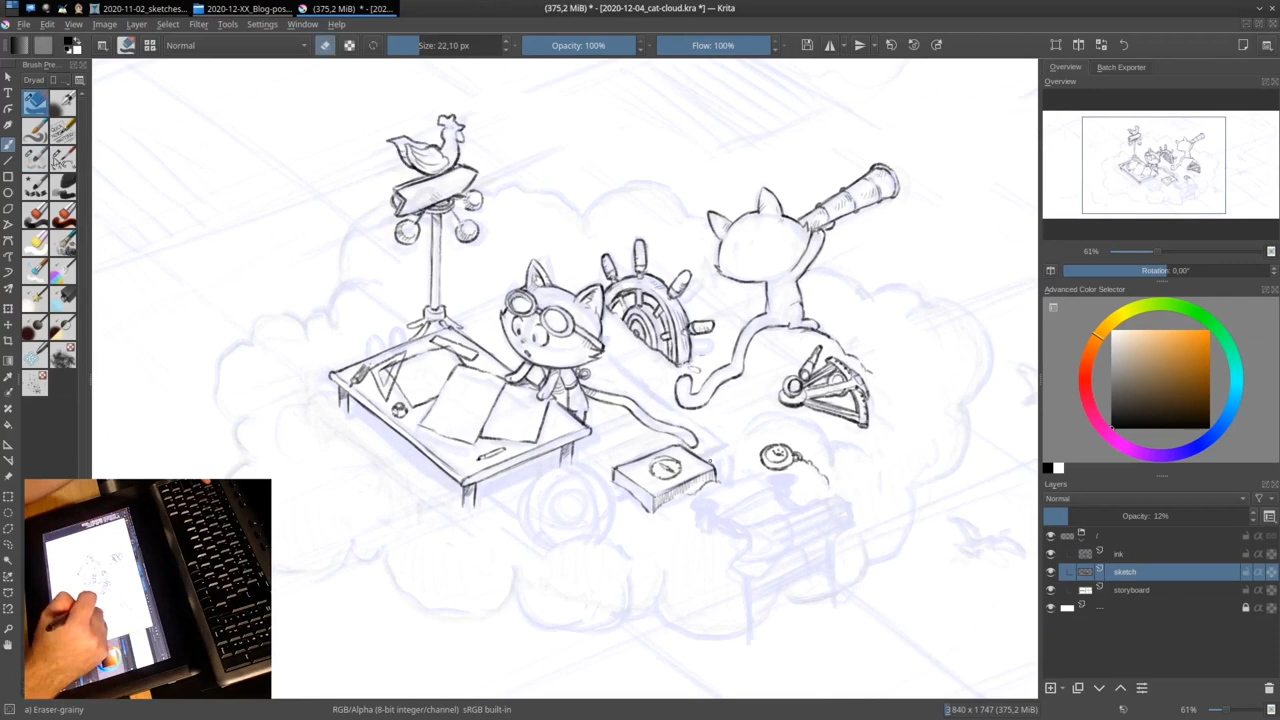 2020-11-02_sketches...
2020-12-XX_Blog-pos...
(375,2 MiB) * - [202...
(375,2 MiB) * - [2020-12-04_cat-cloud.kra *] - Krita
File Edit View Image Layer Select Filter Tools Settings Window Help
Normal
Size: 22,10 px
Opacity: 100%
Flow: 100%
Brush Pre...
Dryad
Overview
Batch Exporter
Overview
61%
Rotation: 0,00°
Advanced Color Selector
Layers
Normal
Opacity: 12%
/
ink
sketch
storyboard
---
a) Eraser-grainy
RGB/Alpha (8-bit integer/channel) sRGB built-in
3 840 x 1 747 (375,2 MiB)
61%